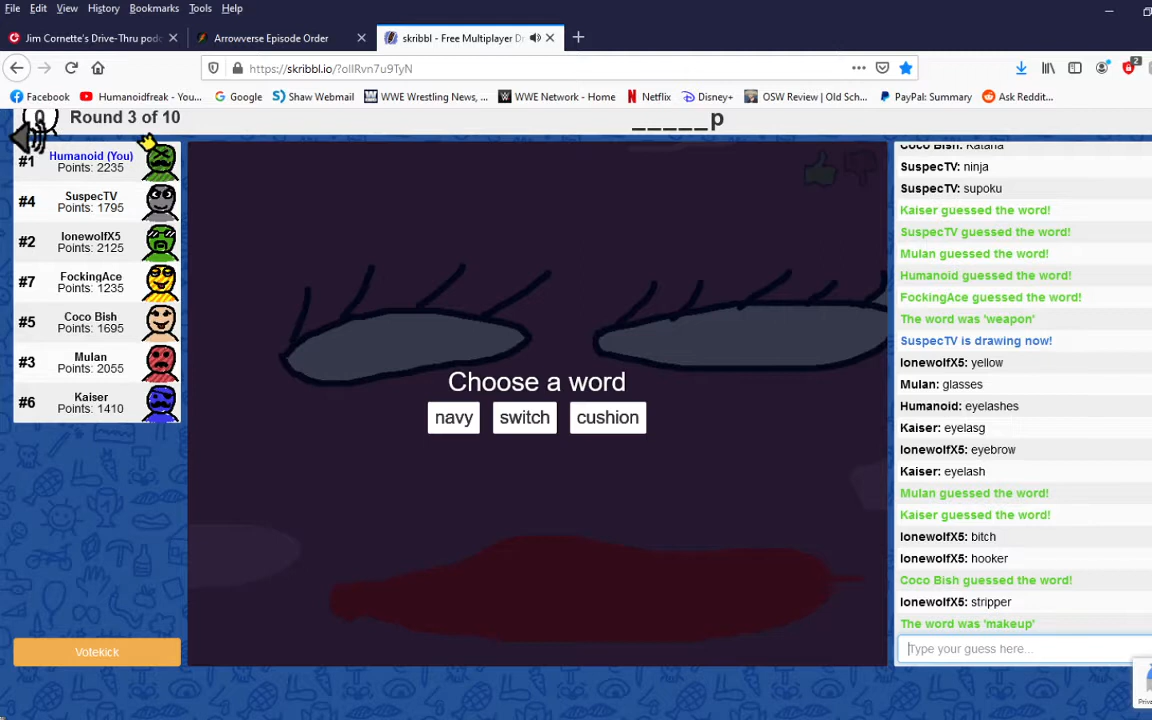 File Edit View History Bookmarks Tools Help
Jim Cornette's Drive-Thru pod
Arrowverse Episode Order
skribbl - Free Multiplayer Dr
https://skribbl.io/?olIRvn7u9TyN
2
Facebook
Humanoidfreak - You...
Google
Shaw Webmail
WWE Wrestling News, ...
WWE Network - Home
Netflix
Disney+
OSW Review | Old Sch...
PayPal: Summary
Ask Reddit...
0
Round 3 of 10
_____p
#1 Humanoid (You)
Points: 2235
#4 SuspecTV
Points: 1795
#2 lonewolfX5
Points: 2125
#7 FockingAce
Points: 1235
#5 Coco Bish
Points: 1695
#3 Mulan
Points: 2055
#6 Kaiser
Points: 1410
Votekick
Choose a word
navy
switch
cushion
Coco Bish: Katana
SuspecTV: ninja
SuspecTV: supoku
Kaiser guessed the word!
SuspecTV guessed the word!
Mulan guessed the word!
Humanoid guessed the word!
FockingAce guessed the word!
The word was 'weapon'
SuspecTV is drawing now!
lonewolfX5: yellow
Mulan: glasses
Humanoid: eyelashes
Kaiser: eyelasg
lonewolfX5: eyebrow
Kaiser: eyelash
Mulan guessed the word!
Kaiser guessed the word!
lonewolfX5: bitch
lonewolfX5: hooker
Coco Bish guessed the word!
lonewolfX5: stripper
The word was 'makeup'
Type your guess here...